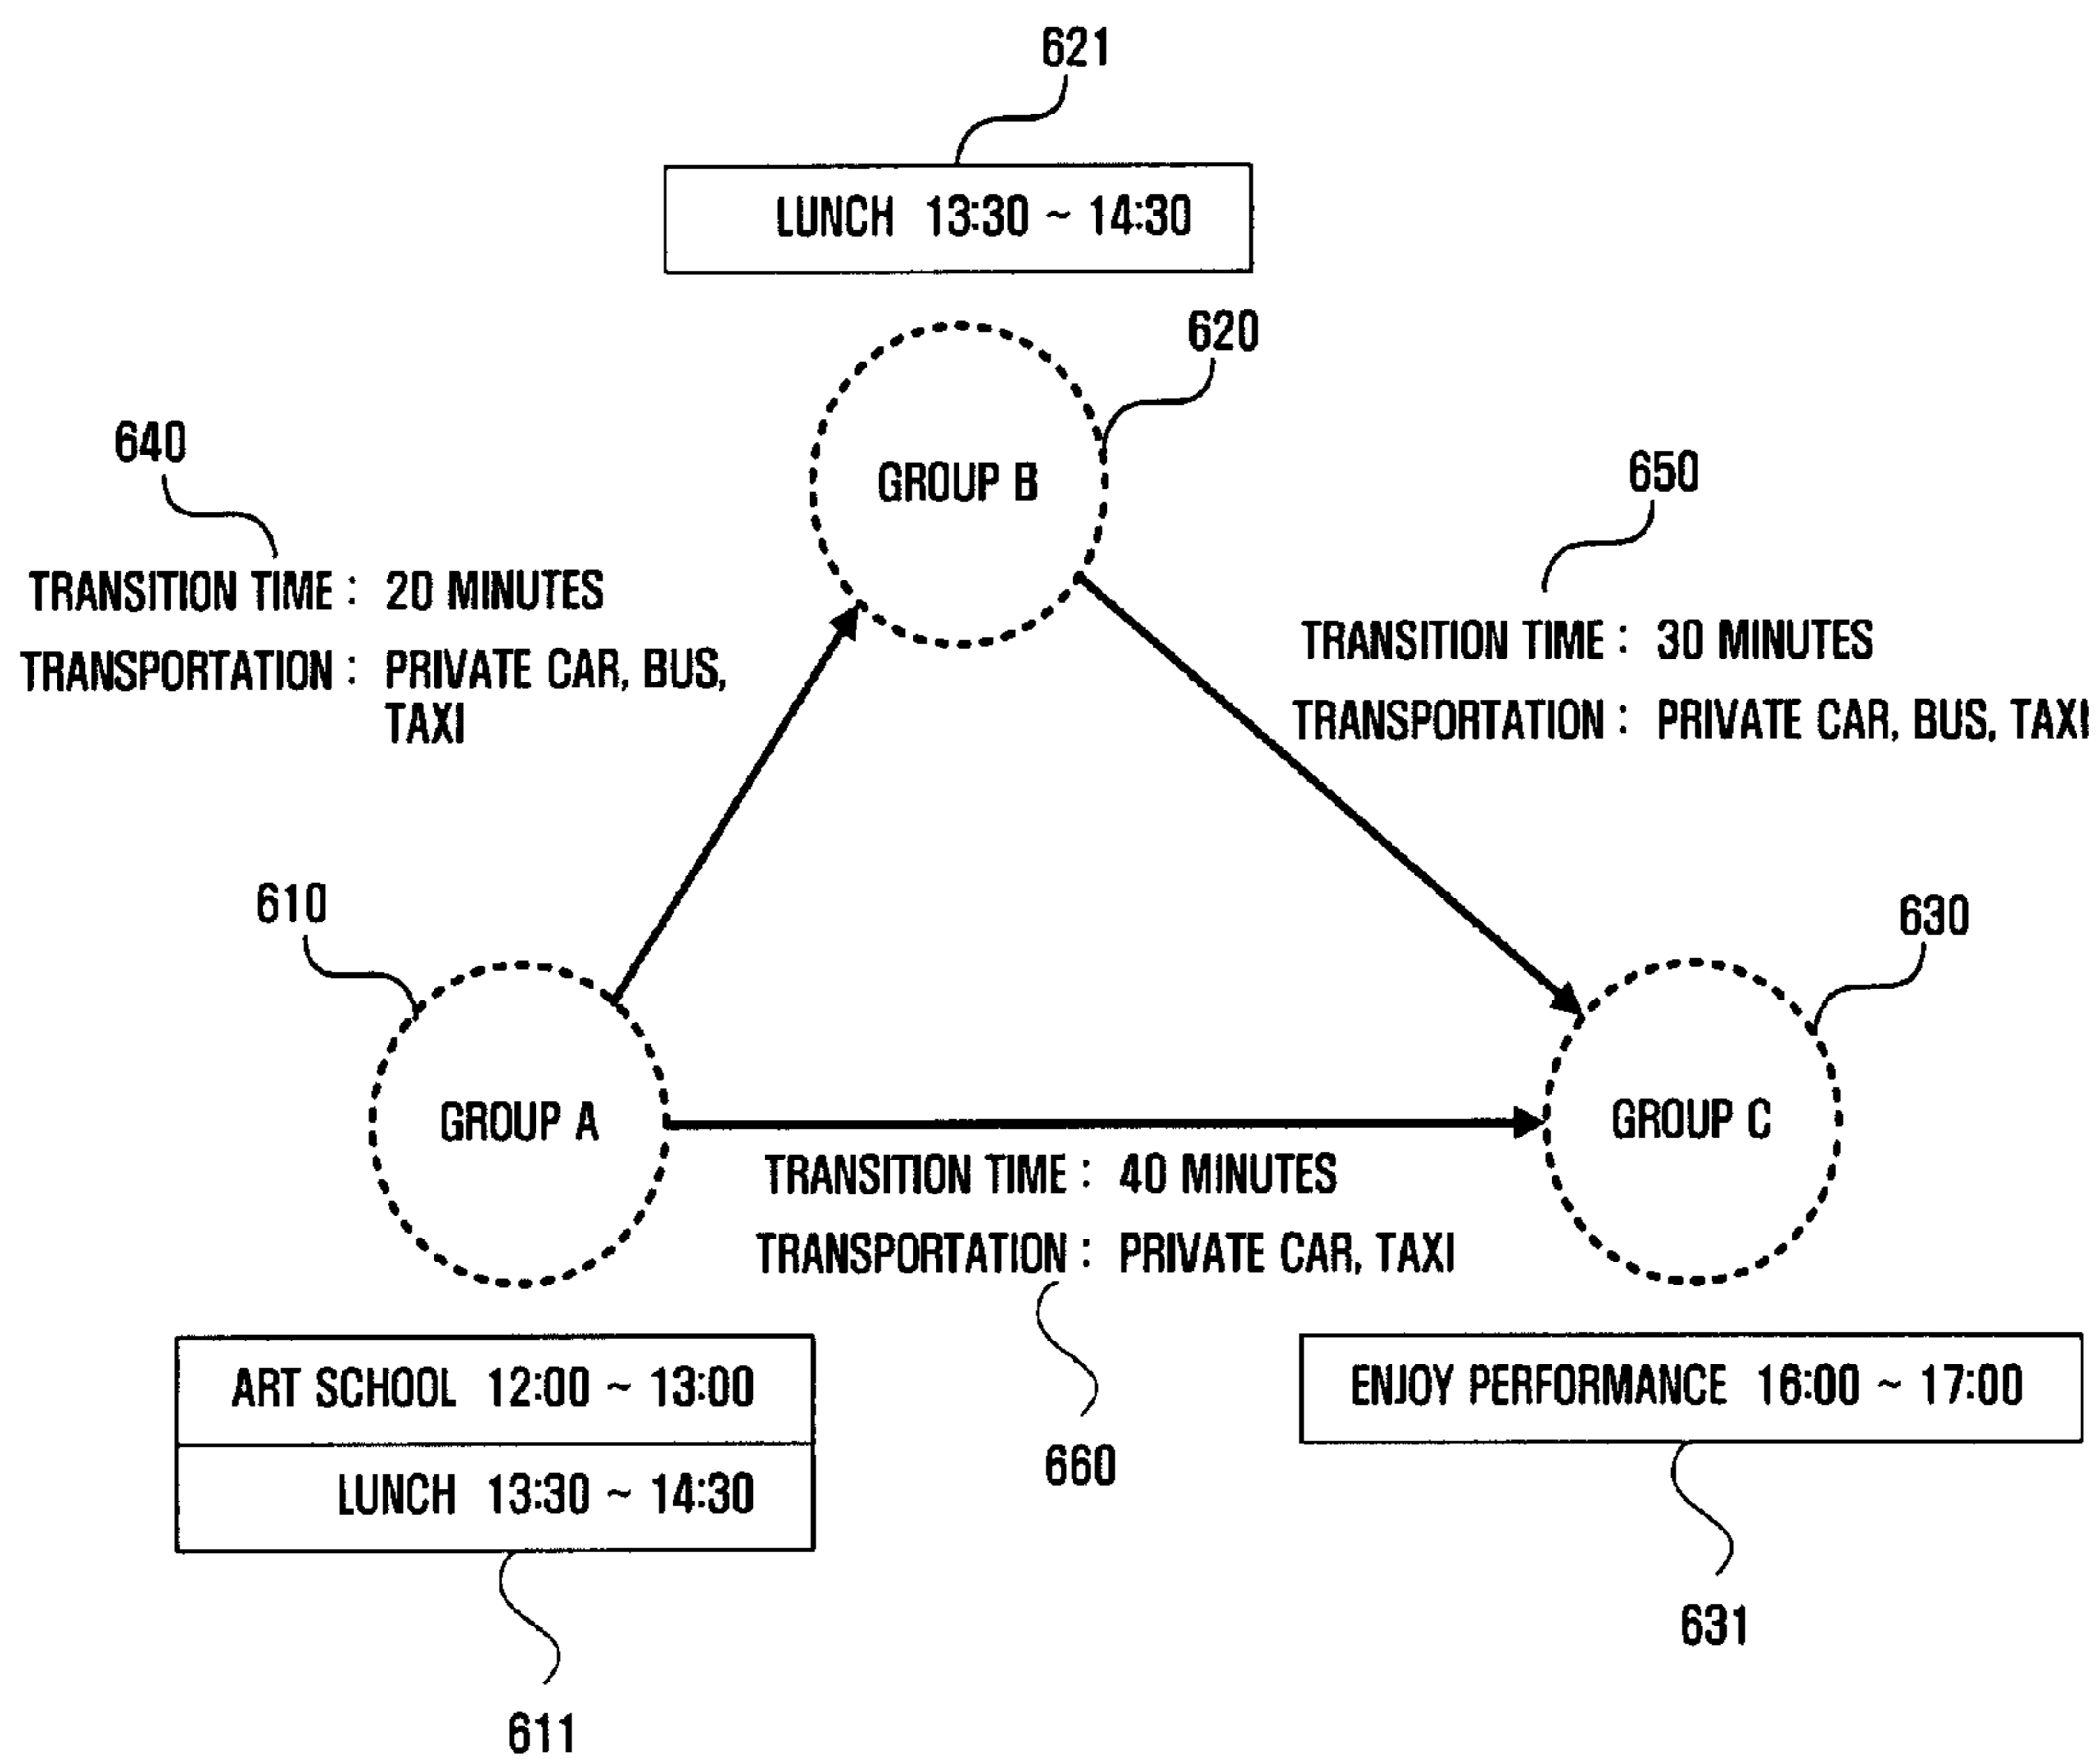 621
LUNCH 13:30 ~ 14:30
620
GROUP B
640
TRANSITION TIME : 20 MINUTES
TRANSPORTATION : PRIVATE CAR, BUS,
TAXI
650
TRANSITION TIME : 30 MINUTES
TRANSPORTATION : PRIVATE CAR, BUS, TAXI
610
GROUP A
630
GROUP C
TRANSITION TIME : 40 MINUTES
TRANSPORTATION : PRIVATE CAR, TAXI
660
ART SCHOOL 12:00 ~ 13:00
LUNCH 13:30 ~ 14:30
611
ENJOY PERFORMANCE 16:00 ~ 17:00
631